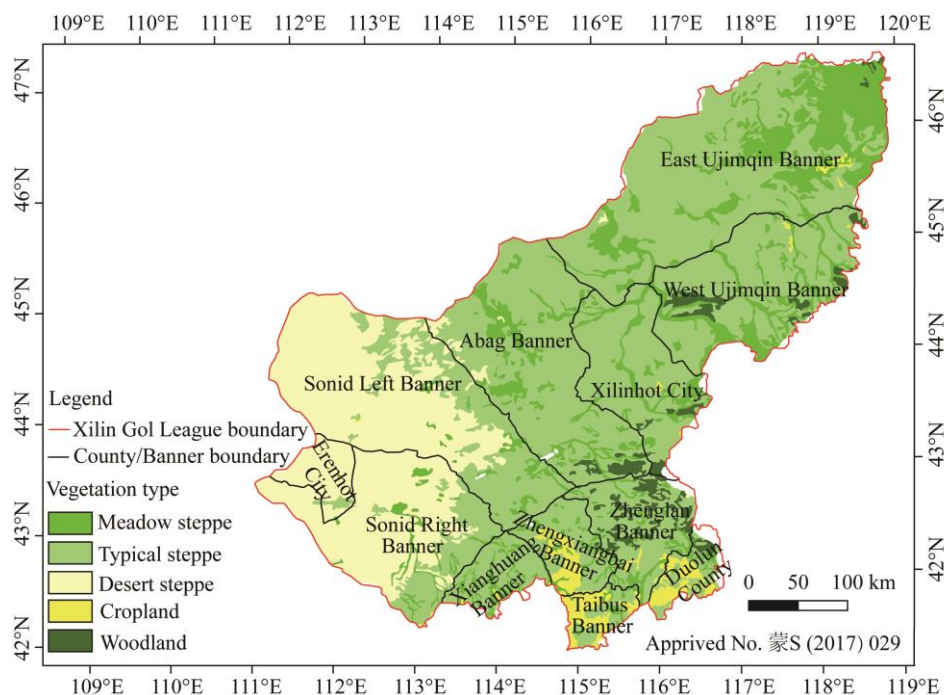 109°E 110°E 111°E 112°E 113°E 114°E 115°E 116°E 117°E 118°E 119°E 120°E
47°N
46°N
45°N
44°N
43°N
42°N
46°N
45°N
44°N
43°N
42°N
East Ujimqin Banner
West Ujimqin Banner
Abag Banner
Xilinhot City
Sonid Left Banner
Erenhot
City
Sonid Right
Banner
Zhenglan
Banner
Zhengxiangbai
Banner
Xianghuang
Banner
Duolun
County
Taibus
Banner
Legend
Xilin Gol League boundary
County/Banner boundary
Vegetation type
Meadow steppe
Typical steppe
Desert steppe
Cropland
Woodland
0 50 100 km
Apprived No. 蒙S (2017) 029
109°E 110°E 111°E 112°E 113°E 114°E 115°E 116°E 117°E 118°E 119°E